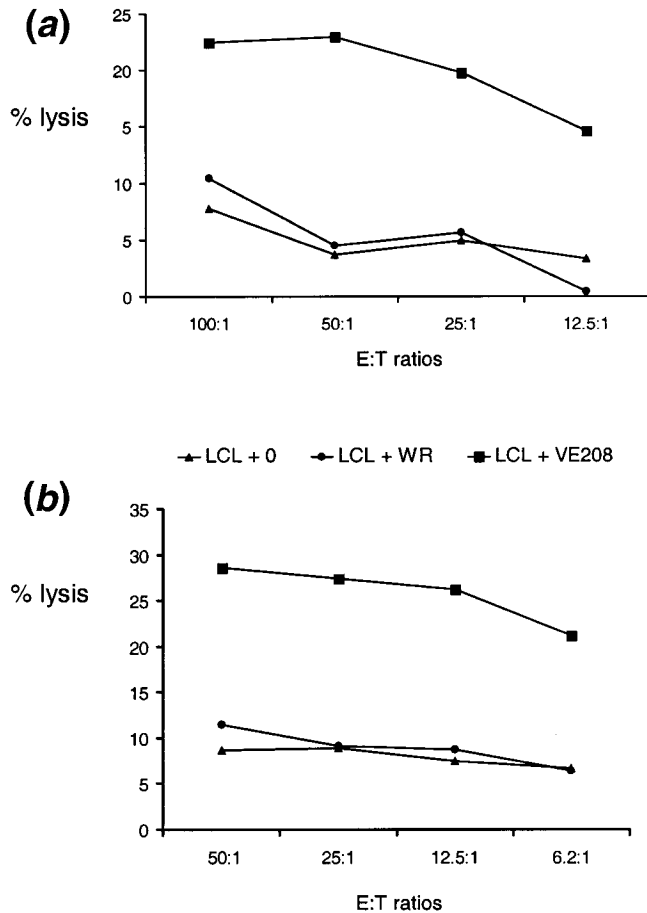 (a)
25
20
% lysis
5
10
5
0
100:1 50:1 25:1 12.5:1
E:T ratios
LCL + 0 LCL + WR LCL + VE208
(b)
35
30
% lysis
25
20
15
10
5
0
50:1 25:1 12.5:1 6.2:1
E:T ratios